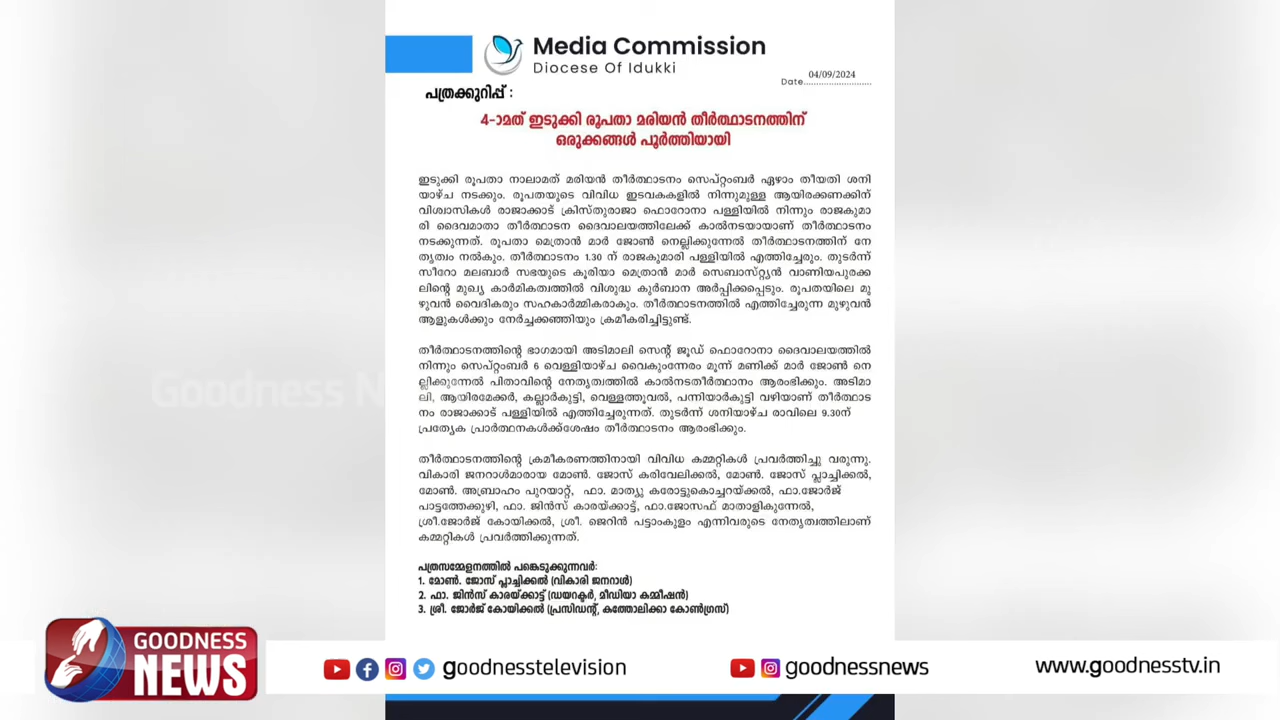 Media Commission
Diocese Of Idukki
Date 04/09/2024
പത്രക്കുറിപ്പ് :
4-ാമത് ഇടുക്കി രൂപതാ മരിയൻ തീർത്ഥാടനത്തിന്
ഒരുക്കങ്ങൾ പൂർത്തിയായി
ഇടുക്കി രൂപതാ നാലാമത് മരിയൻ തീർത്ഥാടനം സെപ്റ്റംബർ ഏഴാം തീയതി ശനി
യാഴ്ച നടക്കും. രൂപതയുടെ വിവിധ ഇടവകകളിൽ നിന്നുമുള്ള ആയിരക്കണക്കിന്
വിശ്വാസികൾ രാജാക്കാട് ക്രിസ്തുരാജാ ഫൊറോനാ പള്ളിയിൽ നിന്നും രാജകുമാ
രി ദൈവമാതാ തീർത്ഥാടന ദൈവാലയത്തിലേക്ക് കാൽനടയായാണ് തീർത്ഥാടനം
നടക്കുന്നത്. രൂപതാ മെത്രാൻ മാർ ജോൺ നെല്ലിക്കുന്നേൽ തീർത്ഥാടനത്തിന് നേ
തൃത്വം നൽകും. തീർത്ഥാടനം 1.30 ന് രാജകുമാരി പള്ളിയിൽ എത്തിച്ചേരും. തുടർന്ന്
സീറോ മലബാർ സഭയുടെ കൂരിയാ മെത്രാൻ മാർ സെബാസ്റ്റ്യൻ വാണിയപുരക്ക
ലിന്റെ മുഖ്യ കാർമികത്വത്തിൽ വിശുദ്ധ കുർബാന അർപ്പിക്കപ്പെടും. രൂപതയിലെ മു
ഴുവൻ വൈദികരും സഹകാർമ്മികരാകും. തീർത്ഥാടനത്തിൽ എത്തിച്ചേരുന്ന മുഴുവൻ
ആളുകൾക്കും നേർച്ചക്കഞ്ഞിയും ക്രമീകരിച്ചിട്ടുണ്ട്.
തീർത്ഥാടനത്തിന്റെ ഭാഗമായി അടിമാലി സെന്റ് ജൂഡ് ഫൊറോനാ ദൈവാലയത്തിൽ
നിന്നും സെപ്റ്റംബർ 6 വെള്ളിയാഴ്ച വൈകുംന്നേരം മൂന്ന് മണിക്ക് മാർ ജോൺ നെ
ല്ലിക്കുന്നേൽ പിതാവിന്റെ നേതൃത്വത്തിൽ കാൽനടതീർത്ഥാനം ആരംഭിക്കും. അടിമാ
ലി, ആയിരമേക്കർ, കല്ലാർകുട്ടി, വെള്ളത്തൂവൽ, പന്നിയാർകുട്ടി വഴിയാണ് തീർത്ഥാട
നം രാജാക്കാട് പള്ളിയിൽ എത്തിച്ചേരുന്നത്. തുടർന്ന് ശനിയാഴ്ച രാവിലെ 9.30ന്
പ്രത്യേക പ്രാർത്ഥനകൾക്ക്ശേഷം തീർത്ഥാടനം ആരംഭിക്കും.
തീർത്ഥാടനത്തിന്റെ ക്രമീകരണത്തിനായി വിവിധ കമ്മറ്റികൾ പ്രവർത്തിച്ചു വരുന്നു.
വികാരി ജനറാൾമാരായ മോൺ. ജോസ് കരിവേലിക്കൽ, മോൺ. ജോസ് പ്ലാച്ചിക്കൽ,
മോൺ. അബ്രാഹം പുറയാറ്റ്, ഫാ. മാത്യു കരോട്ടുകൊച്ചറയ്ക്കൽ, ഫാ.ജോർജ്
പാട്ടത്തേക്കുഴി, ഫാ. ജിൻസ് കാരയ്ക്കാട്ട്, ഫാ.ജോസഫ് മാതാളികുന്നേൽ,
ശ്രീ.ജോർജ് കോയിക്കൽ, ശ്രീ. ജെറിൻ പട്ടാംകുളം എന്നിവരുടെ നേതൃത്വത്തിലാണ്
കമ്മറ്റികൾ പ്രവർത്തിക്കുന്നത്.
പത്രസമ്മേളനത്തിൽ പങ്കെടുക്കുന്നവർ:
1. മോൺ. ജോസ് പ്ലാച്ചിക്കൽ (വികാരി ജനറാൾ)
2. ഫാ. ജിൻസ് കാരയ്ക്കാട്ട് (ഡയറക്ടർ, മീഡിയാ കമ്മീഷൻ)
3. ശ്രീ. ജോർജ് കോയിക്കൽ (പ്രസിഡന്റ്, കത്തോലിക്കാ കോൺഗ്രസ്)
Goodness N
GOODNESS
NEWS
goodnesstelevision
goodnessnews
www.goodnesstv.in